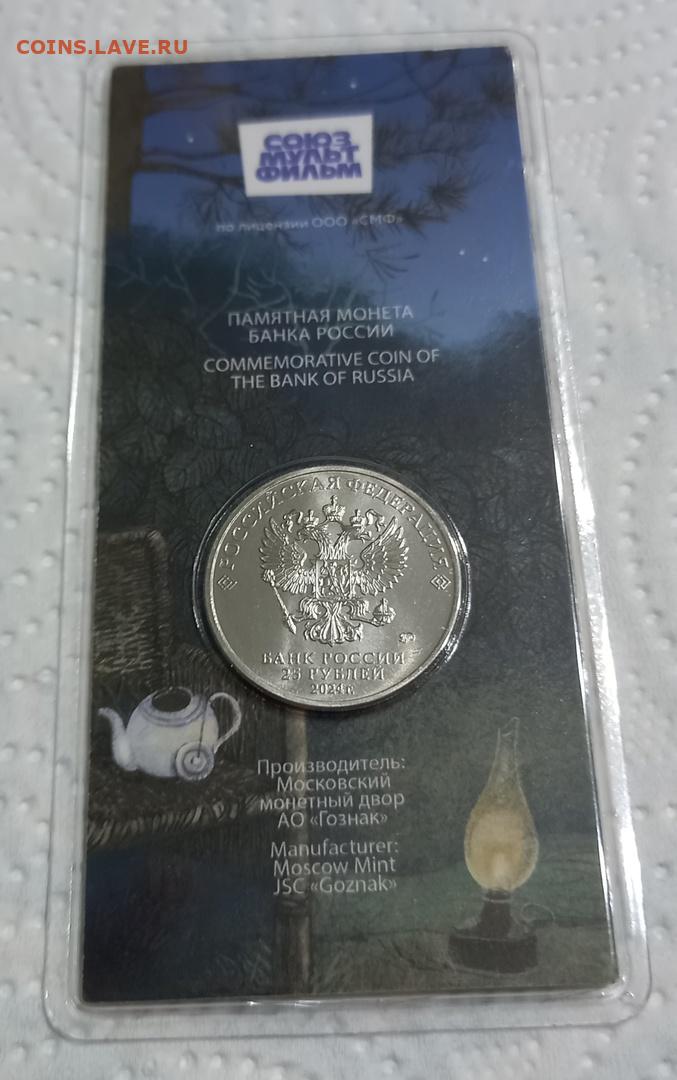 COINS.LAVE.RU
СОЮЗ
МУЛЬТ
ФИЛЬМ
по лицензии ООО «СМФ»
ПАМЯТНАЯ МОНЕТА
БАНКА РОССИИ
COMMEMORATIVE COIN OF
THE BANK OF RUSSIA
РОССИЙСКАЯ ФЕДЕРАЦИЯ
БАНК РОССИИ
25 РУБЛЕЙ
2024 г.
Производитель:
Московский
монетный двор
АО «Гознак»
Manufacturer:
Moscow Mint
JSC «Goznak»